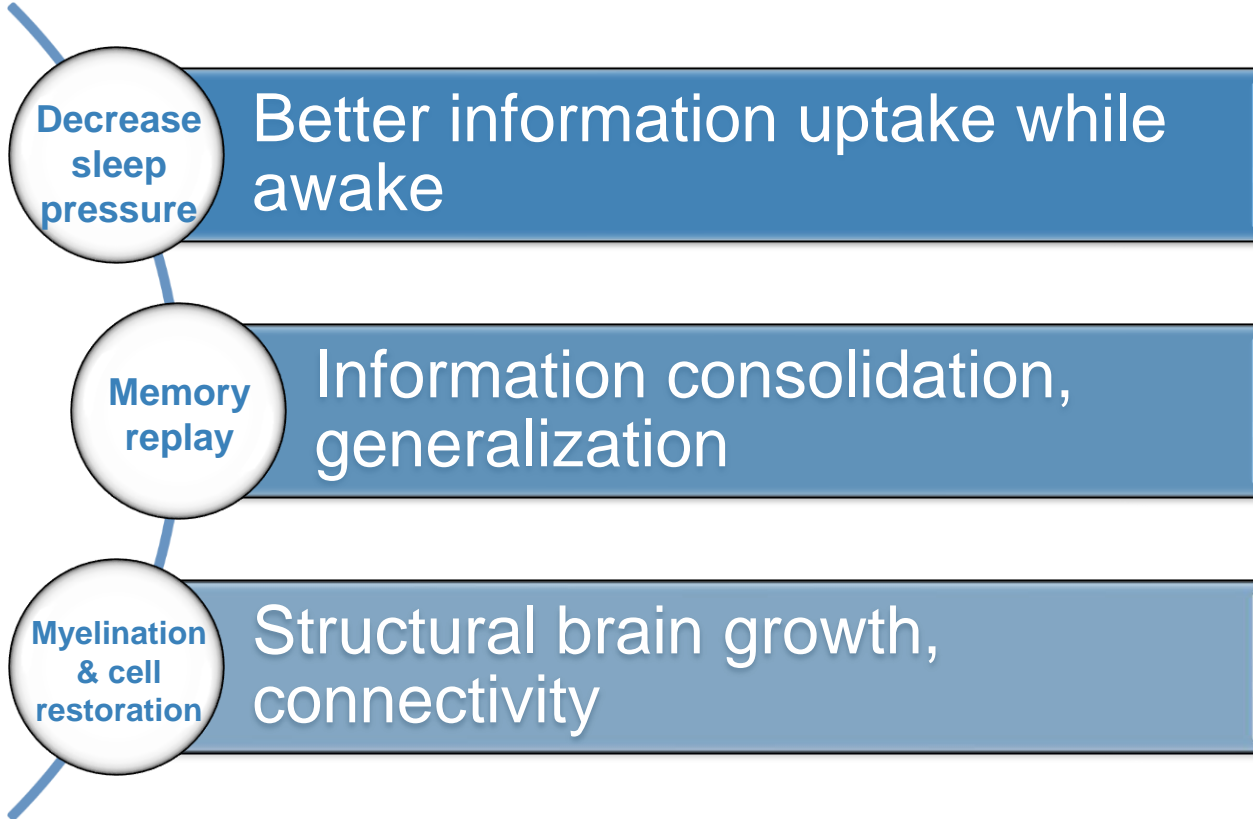 Decrease
sleep
pressure
Better information uptake while
awake
Memory
replay
Information consolidation,
generalization
Myelination
& cell
restoration
Structural brain growth,
connectivity